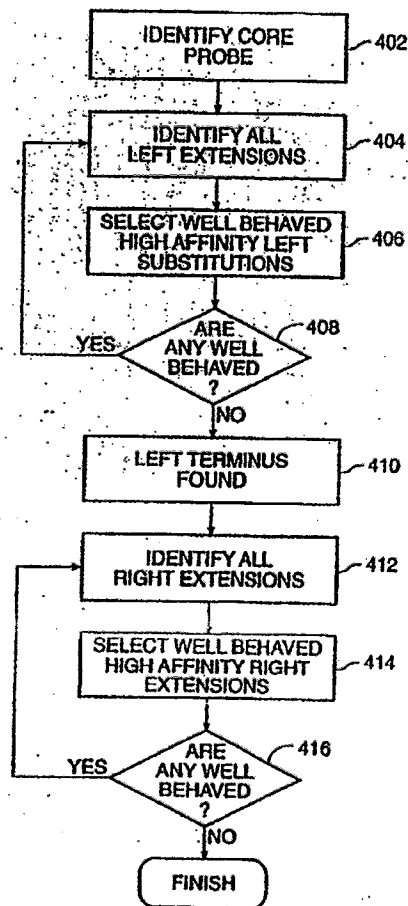 IDENTIFY CORE
PROBE
402
IDENTIFY ALL
LEFT EXTENSIONS
404
SELECT WELL BEHAVED
HIGH AFFINITY LEFT
SUBSTITUTIONS
406
ARE
ANY WELL
BEHAVED
?
408
YES
NO
LEFT TERMINUS
FOUND
410
IDENTIFY ALL
RIGHT EXTENSIONS
412
SELECT WELL BEHAVED
HIGH AFFINITY RIGHT
EXTENSIONS
414
ARE
ANY WELL
BEHAVED
?
416
YES
NO
FINISH